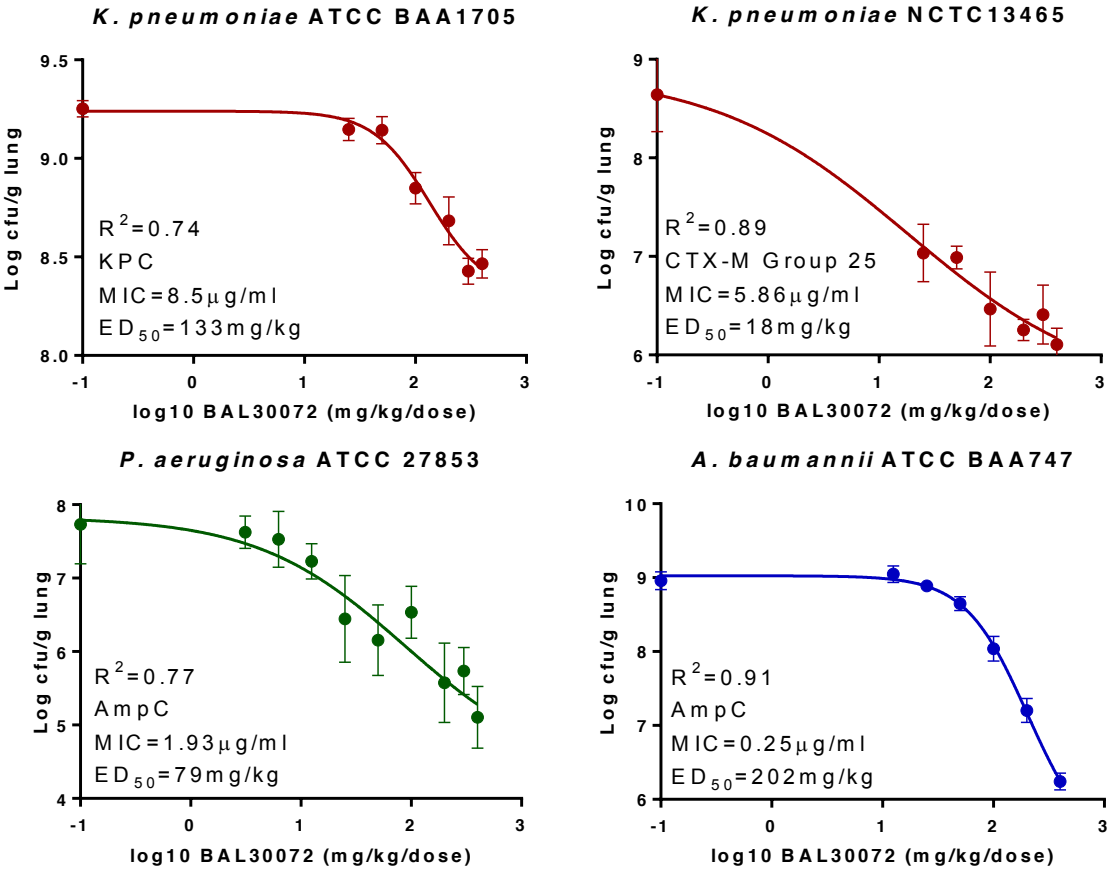 K. pneumoniae ATCC BAA1705
9.5
9.0
8.5
8.0
Log cfu/g lung
R²=0.74
KPC
MIC=8.5μg/ml
ED₅₀=133mg/kg
-1 0 1 2 3
log10 BAL30072 (mg/kg/dose)
K. pneumoniae NCTC13465
9
8
7
6
Log cfu/g lung
R²=0.89
CTX-M Group 25
MIC=5.86μg/ml
ED₅₀=18mg/kg
-1 0 1 2 3
log10 BAL30072 (mg/kg/dose)
P. aeruginosa ATCC 27853
8
7
6
5
4
Log cfu/g lung
R²=0.77
AmpC
MIC=1.93μg/ml
ED₅₀=79mg/kg
-1 0 1 2 3
log10 BAL30072 (mg/kg/dose)
A. baumannii ATCC BAA747
10
9
8
7
6
Log cfu/g lung
R²=0.91
AmpC
MIC=0.25μg/ml
ED₅₀=202mg/kg
-1 0 1 2 3
log10 BAL30072 (mg/kg/dose)